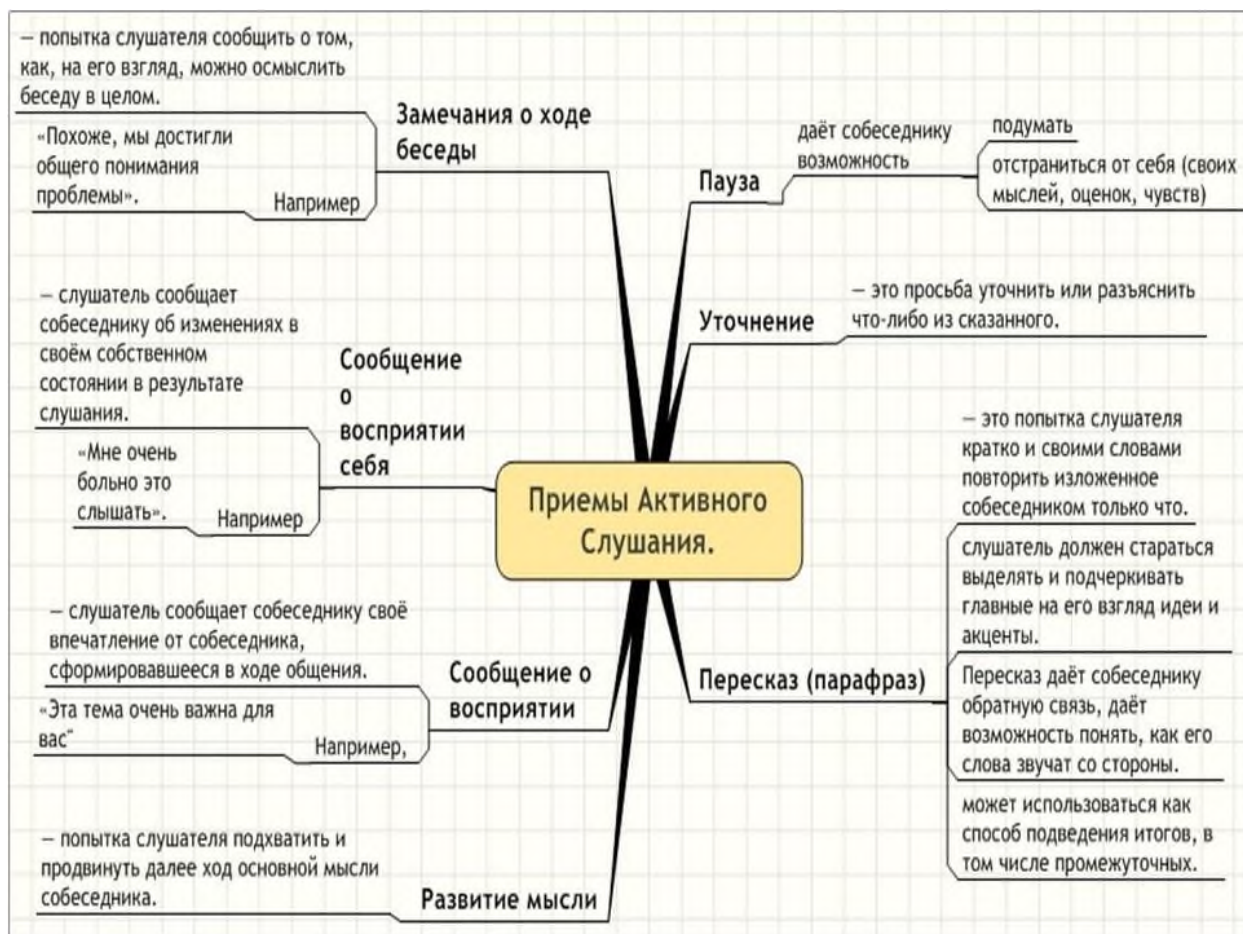 – попытка слушателя сообщить о том,
как, на его взгляд, можно осмыслить
беседу в целом.
«Похоже, мы достигли
общего понимания
проблемы».
Например
Замечания о ходе
беседы
– слушатель сообщает
собеседнику об изменениях в
своём собственном
состоянии в результате
слушания.
«Мне очень
больно это
слышать».
Например
Сообщение
о
восприятии
себя
– слушатель сообщает собеседнику своё
впечатление от собеседника,
сформировавшееся в ходе общения.
«Эта тема очень важна для
вас"
Например,
Сообщение о
восприятии
– попытка слушателя подхватить и
продвинуть далее ход основной мысли
собеседника.
Развитие мысли
Приемы Активного
Слушания.
Пауза
даёт собеседнику
возможность
подумать
отстраниться от себя (своих
мыслей, оценок, чувств)
Уточнение
– это просьба уточнить или разъяснить
что-либо из сказанного.
Пересказ (парафраз)
– это попытка слушателя
кратко и своими словами
повторить изложенное
собеседником только что.
слушатель должен стараться
выделять и подчеркивать
главные на его взгляд идеи и
акценты.
Пересказ даёт собеседнику
обратную связь, даёт
возможность понять, как его
слова звучат со стороны.
может использоваться как
способ подведения итогов, в
том числе промежуточных.